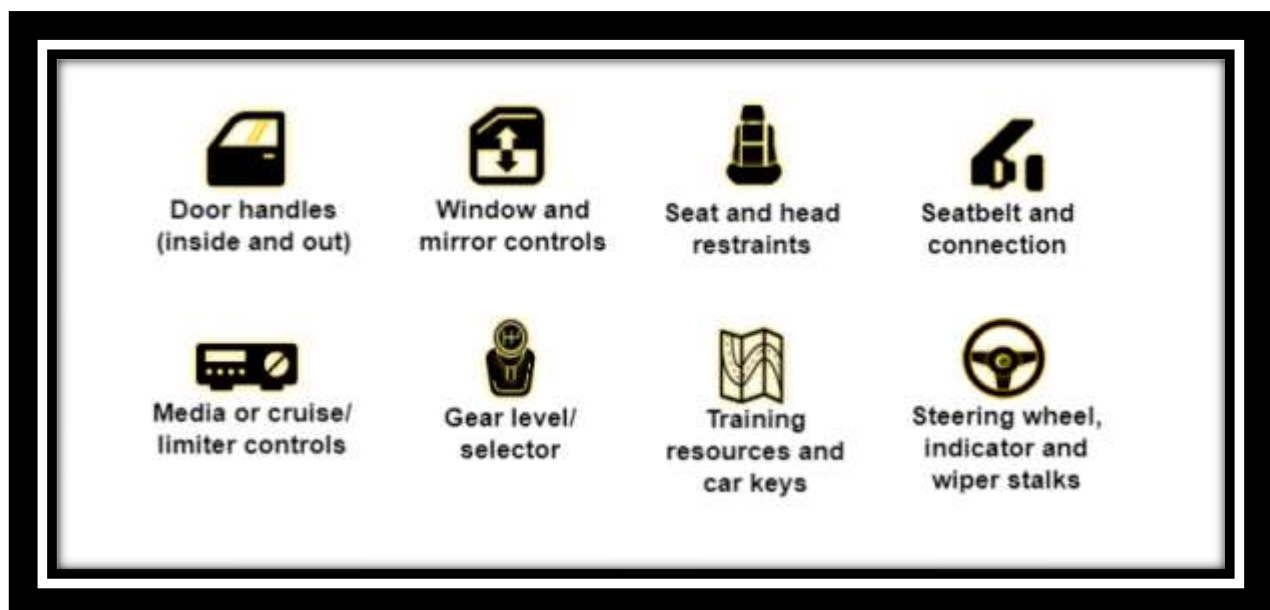 Door handles
(inside and out)
Window and
mirror controls
Seat and head
restraints
Seatbelt and
connection
Media or cruise/
limiter controls
Gear level/
selector
Training
resources and
car keys
Steering wheel,
indicator and
wiper stalks